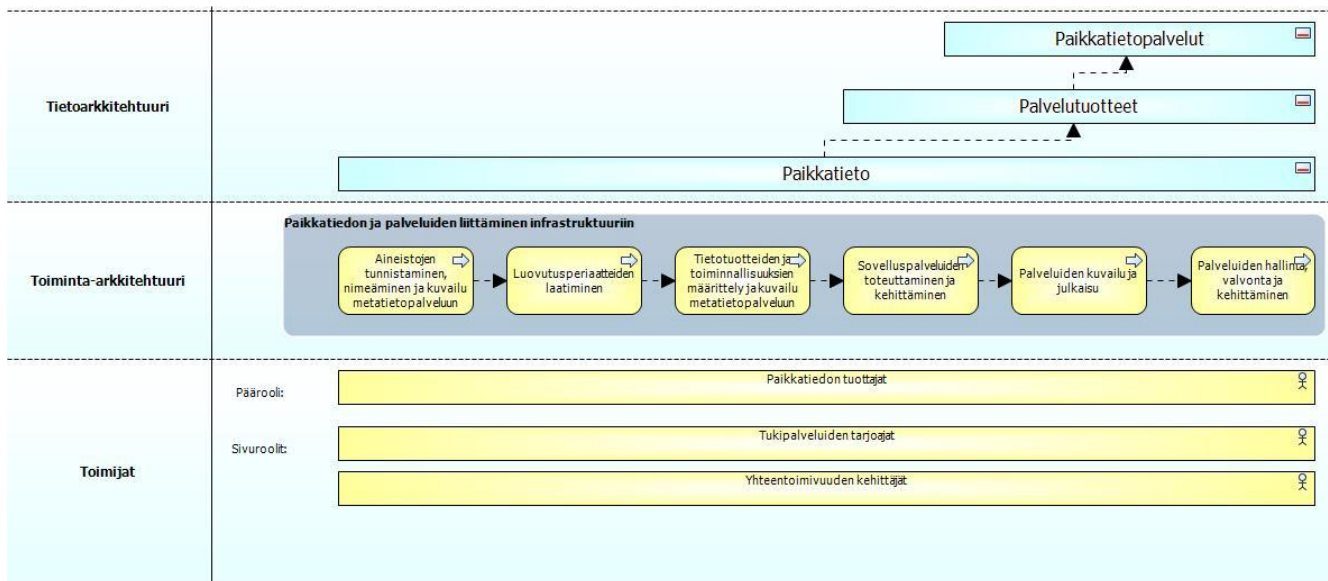 Paikkatietopalvelut
Tietoarkkitehtuuri
Palvelutuotteet
Paikkatieto
Paikkatiedon ja palveluiden liittäminen infrastruktuuriin
Toiminta-arkkitehtuuri
Aineistojen
tunnistaminen,
nimeäminen ja kuvailu
metatietopalveluun
Luovutusperiaatteiden
laatiminen
Tietotuotteiden ja
toiminnallisuuksien
määrittely ja kuvailu
metatietopalveluun
Sovelluspalveluiden
toteuttaminen ja
kehittäminen
Palveluiden kuvailu ja
julkaisu
Palveluiden hallinta,
valvonta ja
kehittäminen
Toimijat
Päärooli:
Paikkatiedon tuottajat
Sivuroolit:
Tukipalveluiden tarjoajat
Yhteentoimivuuden kehittäjät